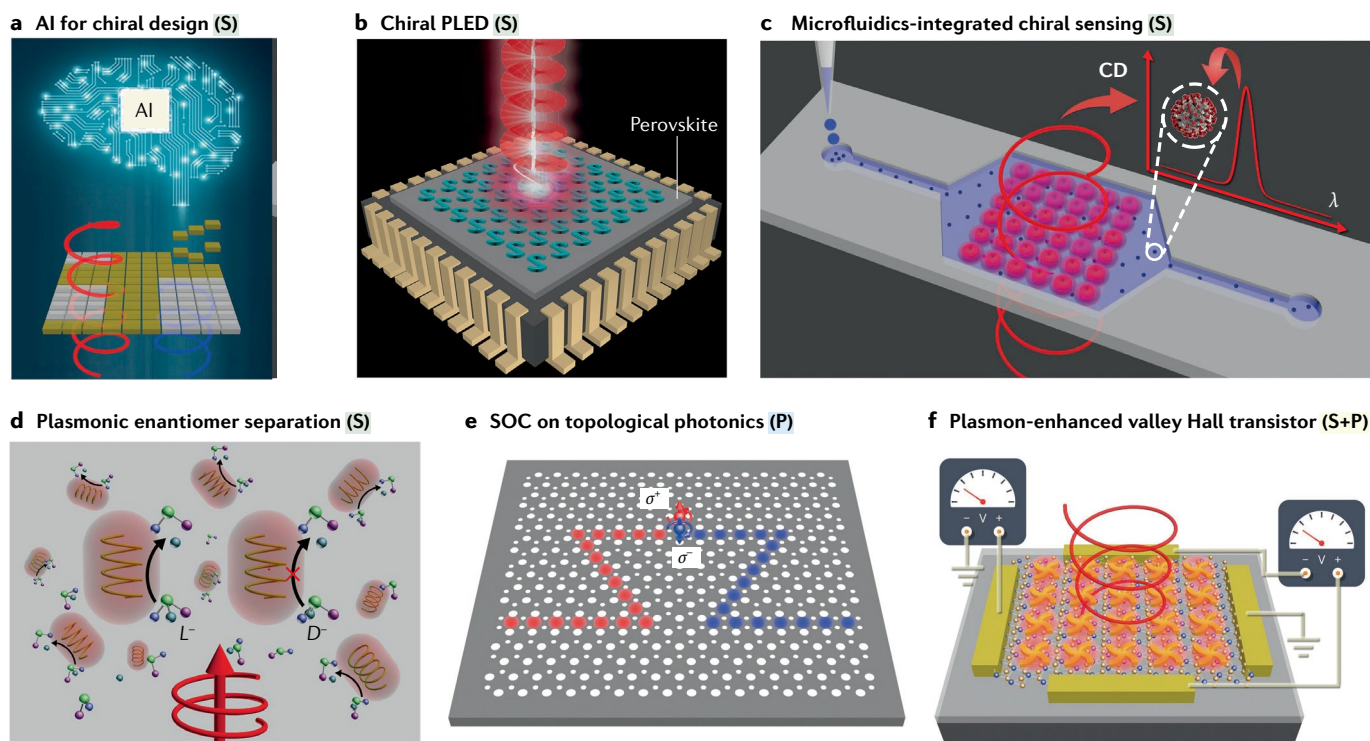 a AI for chiral design (S)
AI
b Chiral PLED (S)
Perovskite
c Microfluidics-integrated chiral sensing (S)
CD
λ
d Plasmonic enantiomer separation (S)
L⁻
D⁻
e SOC on topological photonics (P)
σ⁺
σ⁻
f Plasmon-enhanced valley Hall transistor (S+P)
− V +
− V +